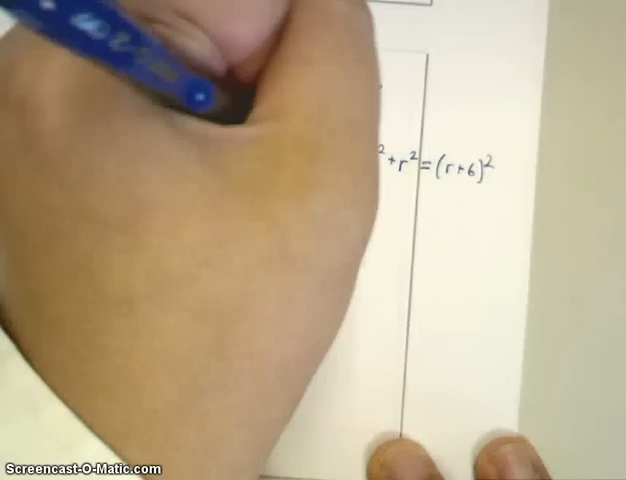 ² + r² = (r+6)²
Screencast-O-Matic.com